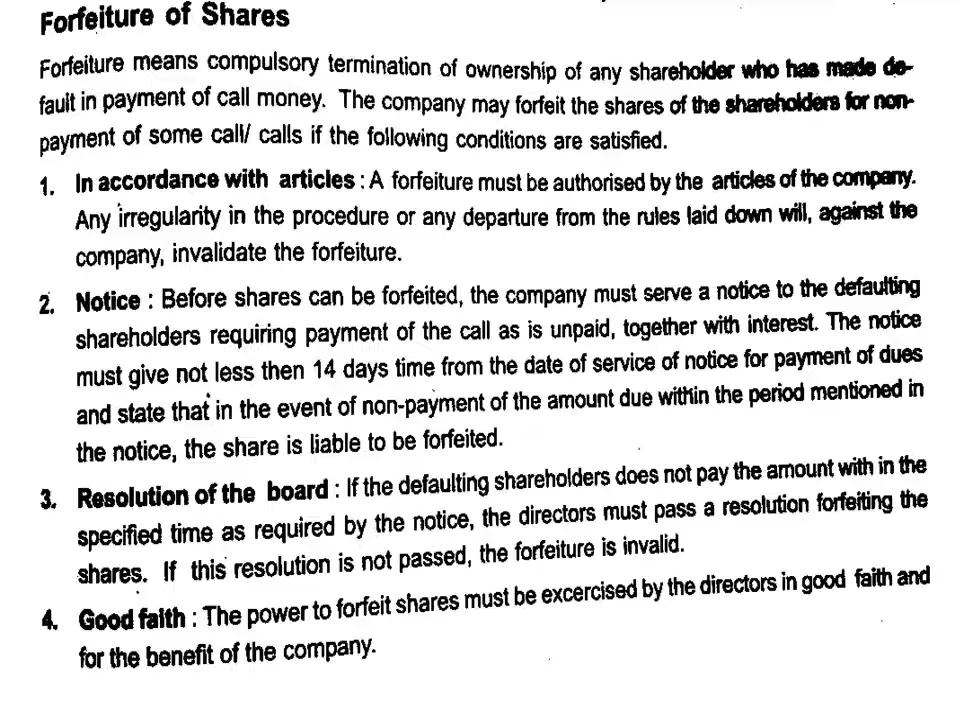 Forfeiture of Shares
Forfeiture means compulsory termination of ownership of any shareholder who has made de-
fault in payment of call money. The company may forfeit the shares of the shareholders for non-
payment of some call/ calls if the following conditions are satisfied.
1. In accordance with articles : A forfeiture must be authorised by the articles of the company.
Any irregularity in the procedure or any departure from the rules laid down will, against the
company, invalidate the forfeiture.
2. Notice : Before shares can be forfeited, the company must serve a notice to the defaulting
shareholders requiring payment of the call as is unpaid, together with interest. The notice
must give not less then 14 days time from the date of service of notice for payment of dues
and state that in the event of non-payment of the amount due within the period mentioned in
the notice, the share is liable to be forfeited.
3. Resolution of the board : If the defaulting shareholders does not pay the amount with in the
specified time as required by the notice, the directors must pass a resolution forfeiting the
shares. If this resolution is not passed, the forfeiture is invalid.
4. Good faith : The power to forfeit shares must be excercised by the directors in good faith and
for the benefit of the company.